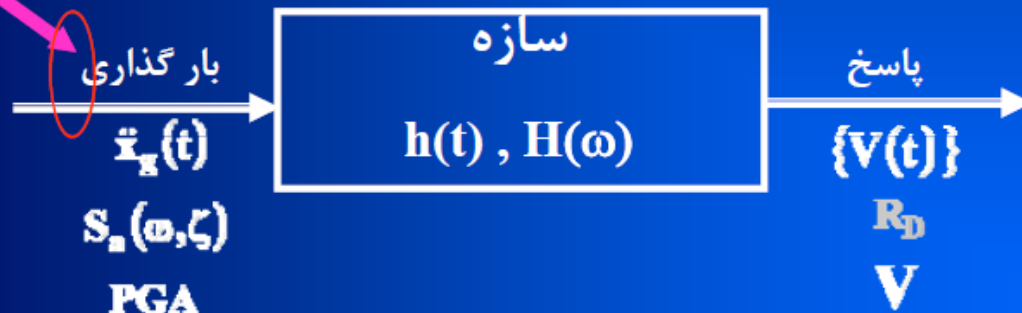 سازه
بار گذاری
پاسخ
ẍg(t)
h(t) , H(ω)
{V(t)}
Sa(ω,ζ)
RD
PGA
V